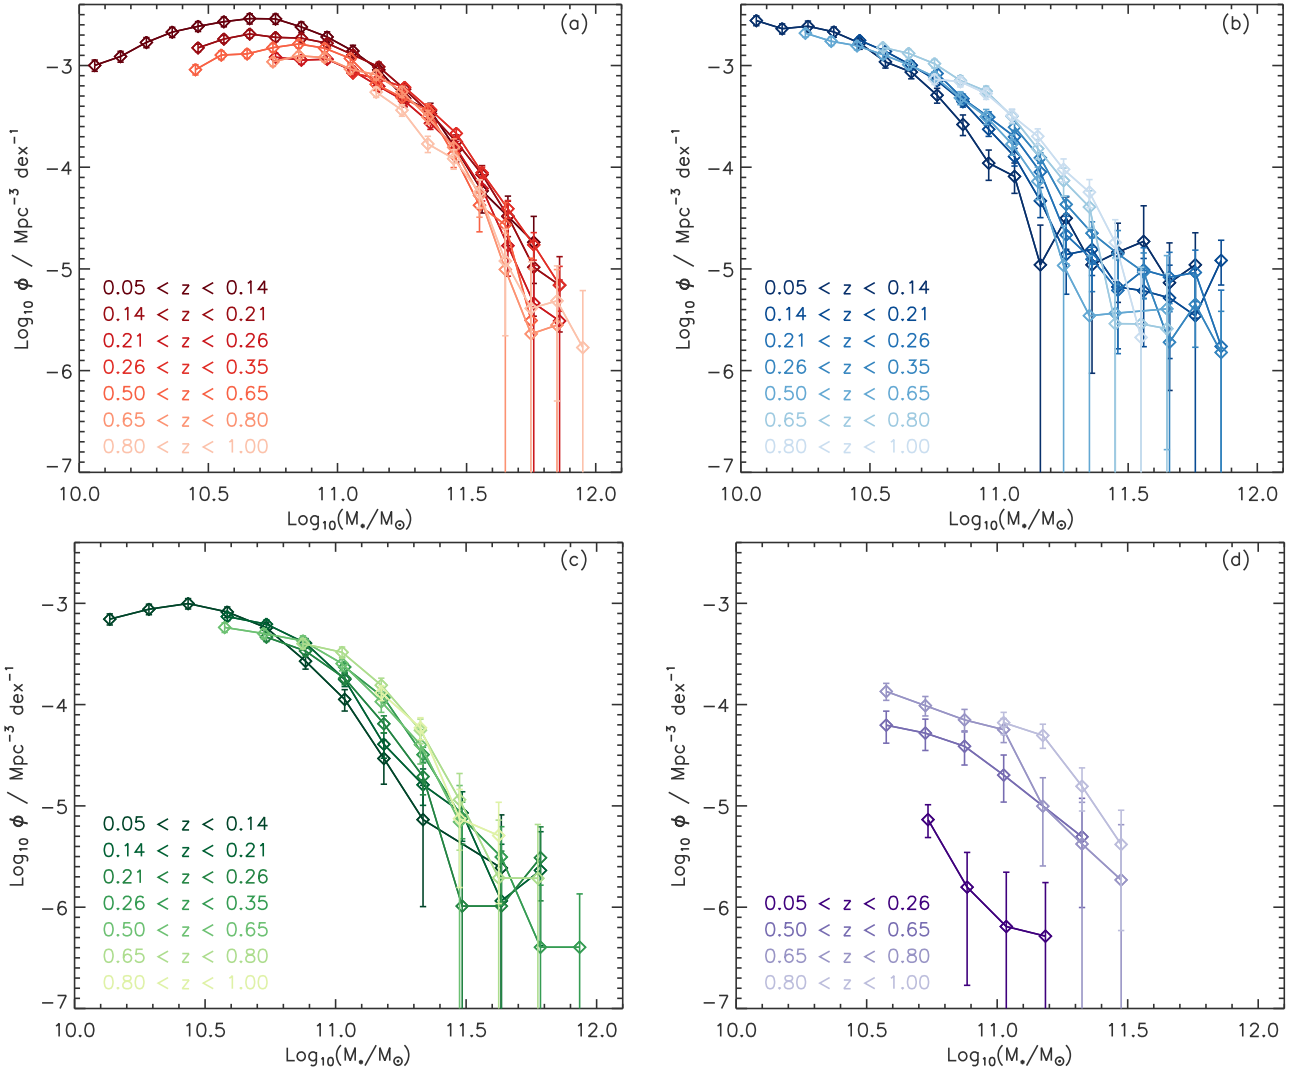 (a)
Log₁₀ ϕ / Mpc⁻³ dex⁻¹
−3
−4
−5
−6
−7
0.05 < z < 0.14
0.14 < z < 0.21
0.21 < z < 0.26
0.26 < z < 0.35
0.50 < z < 0.65
0.65 < z < 0.80
0.80 < z < 1.00
10.0 10.5 11.0 11.5 12.0
Log₁₀(M⁎/M⊙)
(b)
Log₁₀ ϕ / Mpc⁻³ dex⁻¹
−3
−4
−5
−6
−7
0.05 < z < 0.14
0.14 < z < 0.21
0.21 < z < 0.26
0.26 < z < 0.35
0.50 < z < 0.65
0.65 < z < 0.80
0.80 < z < 1.00
10.0 10.5 11.0 11.5 12.0
Log₁₀(M⁎/M⊙)
(c)
Log₁₀ ϕ / Mpc⁻³ dex⁻¹
−3
−4
−5
−6
−7
0.05 < z < 0.14
0.14 < z < 0.21
0.21 < z < 0.26
0.26 < z < 0.35
0.50 < z < 0.65
0.65 < z < 0.80
0.80 < z < 1.00
10.0 10.5 11.0 11.5 12.0
Log₁₀(M⁎/M⊙)
(d)
Log₁₀ ϕ / Mpc⁻³ dex⁻¹
−3
−4
−5
−6
−7
0.05 < z < 0.26
0.50 < z < 0.65
0.65 < z < 0.80
0.80 < z < 1.00
10.0 10.5 11.0 11.5 12.0
Log₁₀(M⁎/M⊙)